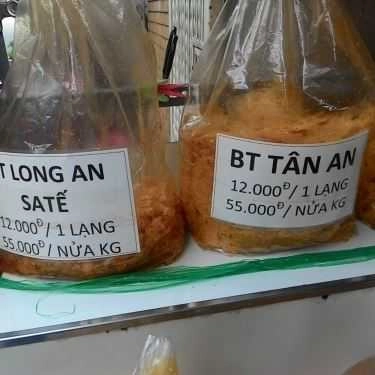 T LONG AN
SATẾ
12.000Đ/ 1 LẠNG
55.000Đ/ NỬA KG
BT TÂN AN
12.000Đ/ 1 LẠNG
55.000Đ/ NỬA KG